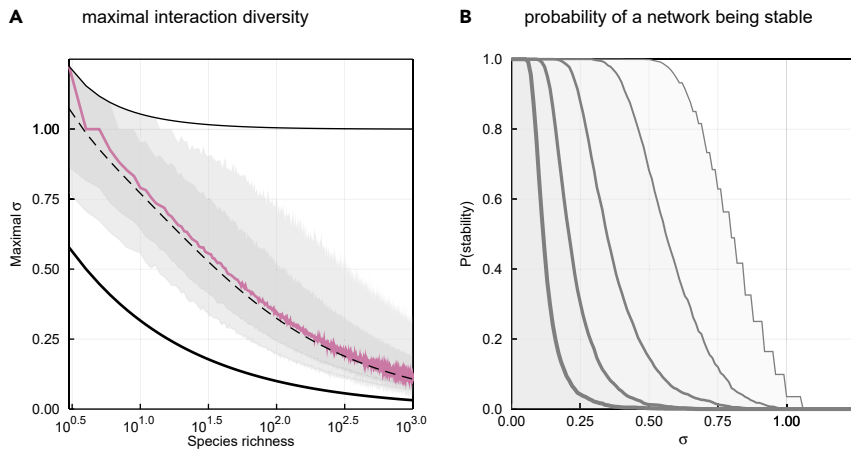 A maximal interaction diversity
Maximal σ
1.00
0.75
0.50
0.25
0.00
10^0.5 10^1.0 10^1.5 10^2.0 10^2.5 10^3.0
Species richness
B probability of a network being stable
P(stability)
1.0
0.8
0.6
0.4
0.2
0.0
0.00 0.25 0.50 0.75 1.00
σ